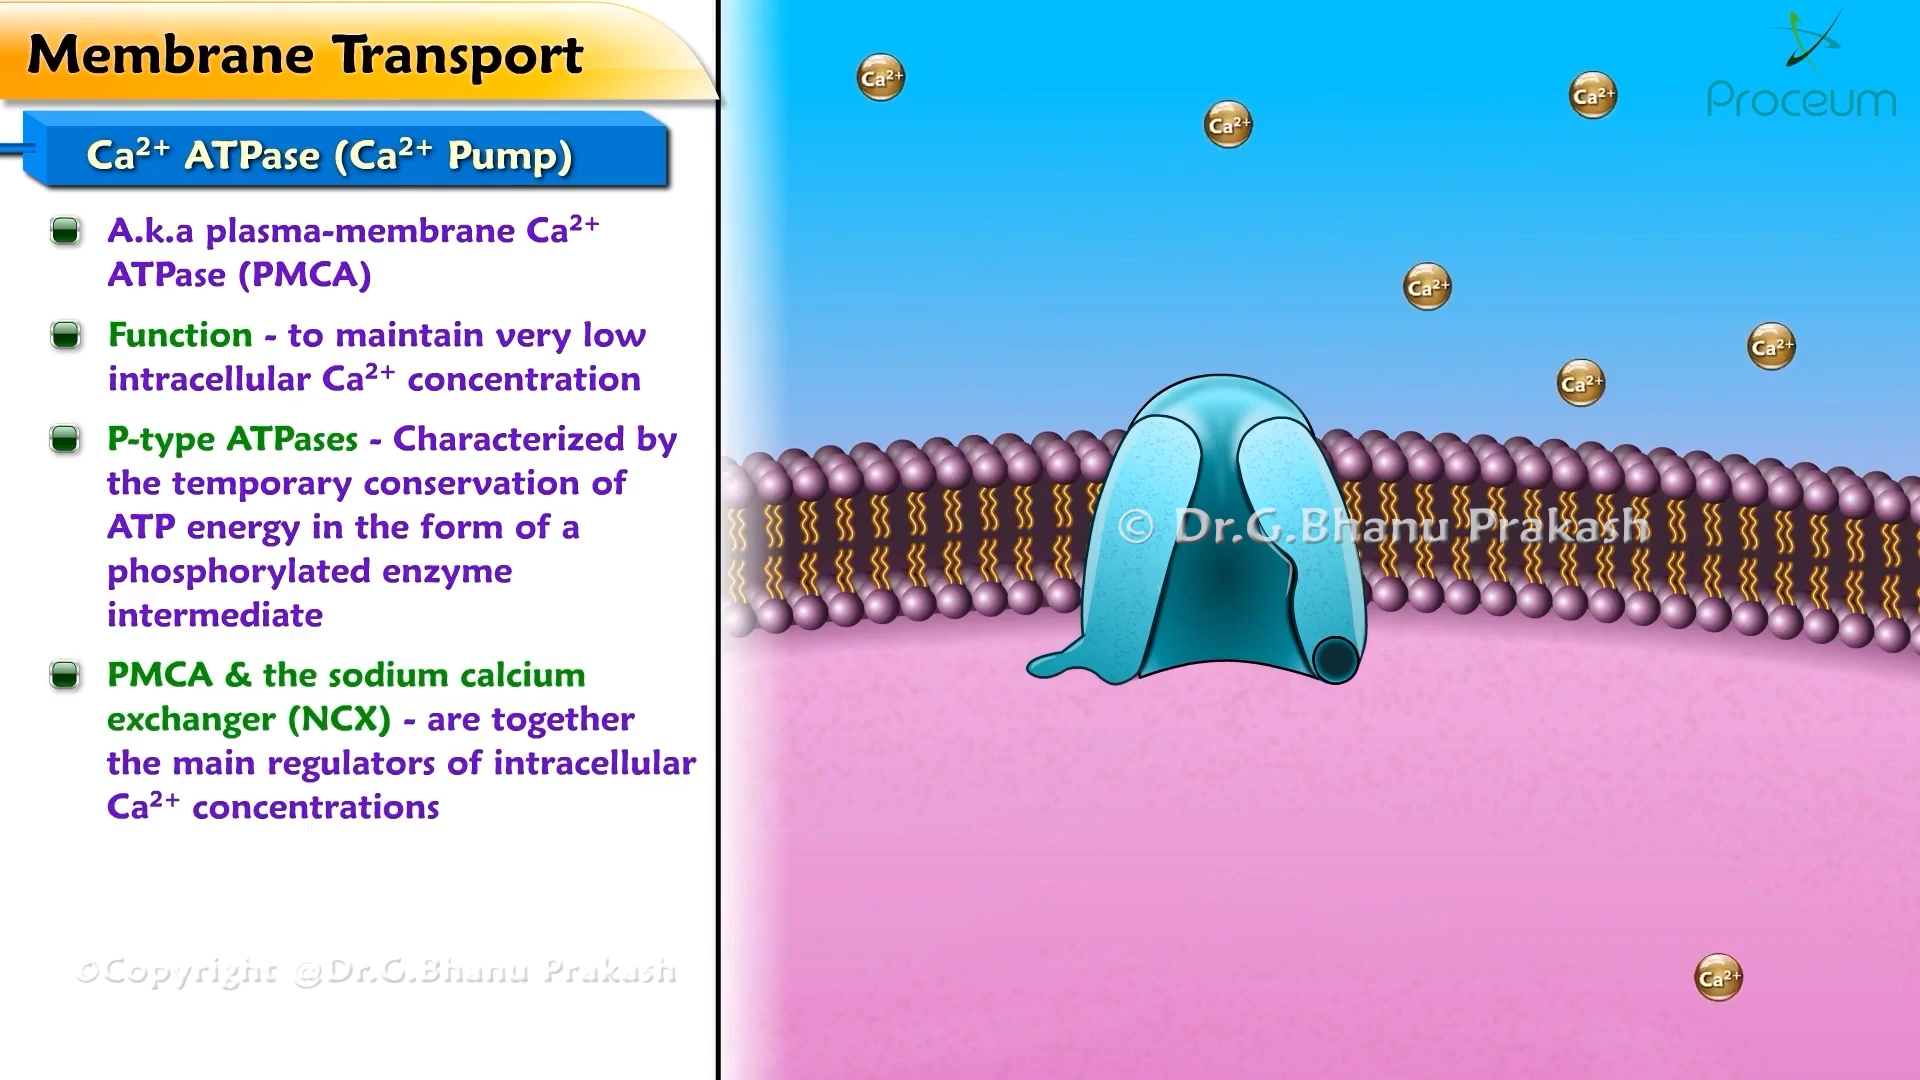 Membrane Transport
Ca²⁺ ATPase (Ca²⁺ Pump)
A.k.a plasma-membrane Ca²⁺
ATPase (PMCA)
Function - to maintain very low
intracellular Ca²⁺ concentration
P-type ATPases - Characterized by
the temporary conservation of
ATP energy in the form of a
phosphorylated enzyme
intermediate
PMCA & the sodium calcium
exchanger (NCX) - are together
the main regulators of intracellular
Ca²⁺ concentrations
©Copyright @Dr.G.Bhanu Prakash
Proceum
Ca²⁺
Ca²⁺
Ca²⁺
Ca²⁺
Ca²⁺
Ca²⁺
© Dr.G.Bhanu Prakash
Ca²⁺